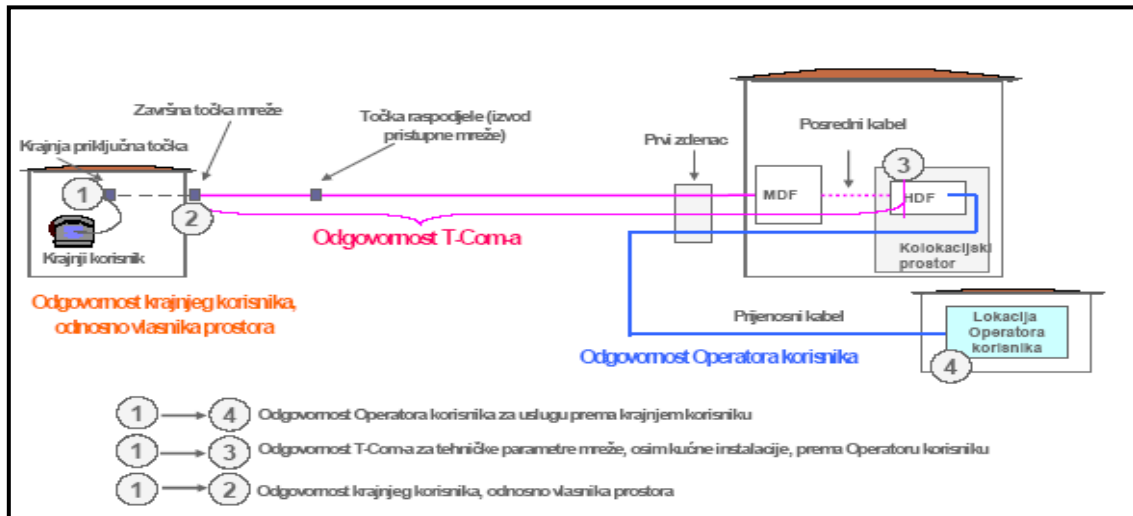 Završna točka mreže
Točka raspodjele (izvod
pristupne mreže)
Krajnja priključna točka
Prvi zdenac
Posredni kabel
1
2
3
MDF
HDF
Odgovornost T-Com-a
Krajnji korisnik
Kolokacijski
prostor
Odgovornost krajnjeg korisnika,
odnosno vlasnika prostora
Prijenosni kabel
Odgovornost Operatora korisnika
Lokacija
Operatora
korisnika
4
1 4 Odgovornost Operatora korisnika za uslugu prema krajnjem korisniku
1 3 Odgovornost T-Com-a za tehničke parametre mreže, osim kućne instalacije, prema Operatoru korisniku
1 2 Odgovornost krajnjeg korisnika, odnosno vlasnika prostora